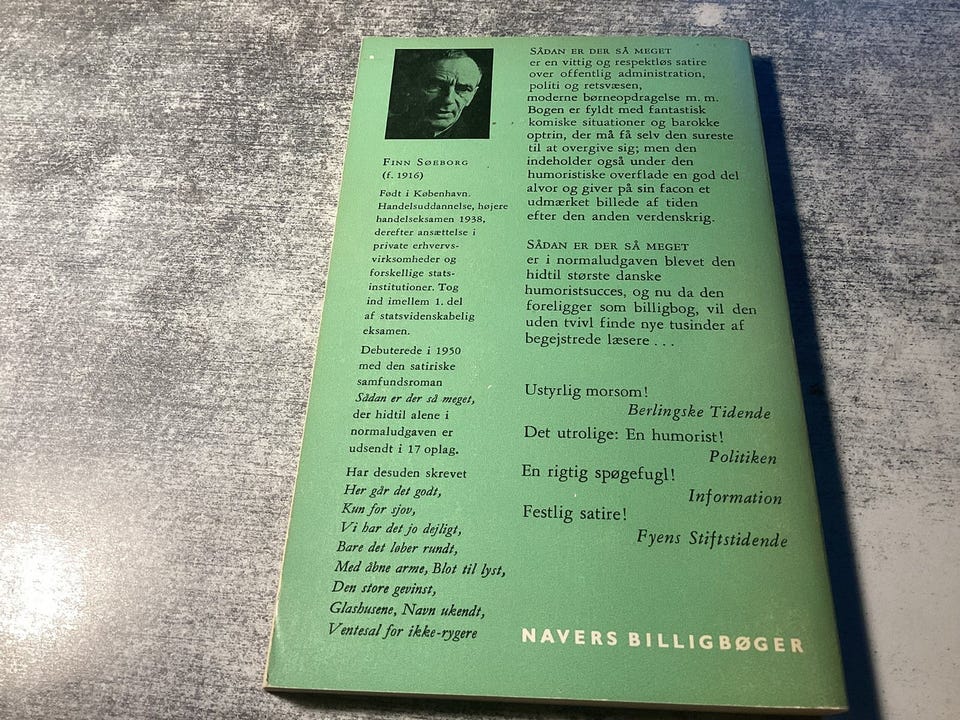 FINN SØEBORG
(f. 1916)
Født i København.
Handelsuddannelse, højere
handelseksamen 1938,
derefter ansættelse i
private erhvervs-
virksomheder og
forskellige stats-
institutioner. Tog
ind imellem 1. del
af statsvidenskabelig
eksamen.
Debuterede i 1950
med den satiriske
samfundsroman
Sådan er der så meget,
der hidtil alene i
normaludgaven er
udsendt i 17 oplag.
Har desuden skrevet
Her går det godt,
Kun for sjov,
Vi har det jo dejligt,
Bare det løber rundt,
Med åbne arme, Blot til lyst,
Den store gevinst,
Glashusene, Navn ukendt,
Ventesal for ikke-rygere
SÅDAN ER DER SÅ MEGET
er en vittig og respektløs satire
over offentlig administration,
politi og retsvæsen,
moderne børneopdragelse m. m.
Bogen er fyldt med fantastisk
komiske situationer og barokke
optrin, der må få selv den sureste
til at overgive sig; men den
indeholder også under den
humoristiske overflade en god del
alvor og giver på sin facon et
udmærket billede af tiden
efter den anden verdenskrig.
SÅDAN ER DER SÅ MEGET
er i normaludgaven blevet den
hidtil største danske
humoristsucces, og nu da den
foreligger som billigbog, vil den
uden tvivl finde nye tusinder af
begejstrede læsere . . .
Ustyrlig morsom!
Berlingske Tidende
Det utrolige: En humorist!
Politiken
En rigtig spøgefugl!
Information
Festlig satire!
Fyens Stiftstidende
NAVERS BILLIGBØGER